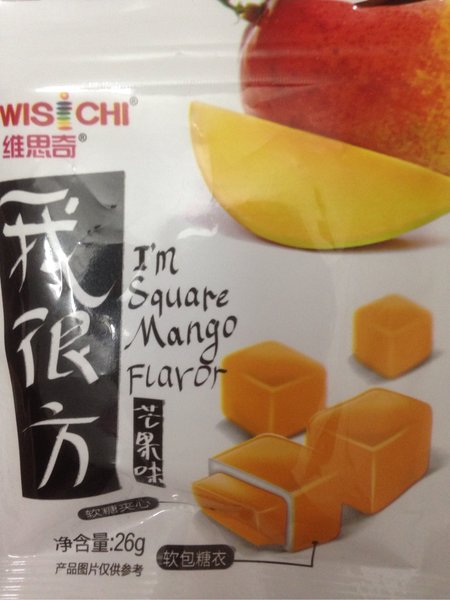 WISICHI®
维思奇®
我很方
I'm
Square
Mango
Flavor
芒果味
软糖夹心
净含量:26g
软包糖衣
产品图片仅供参考